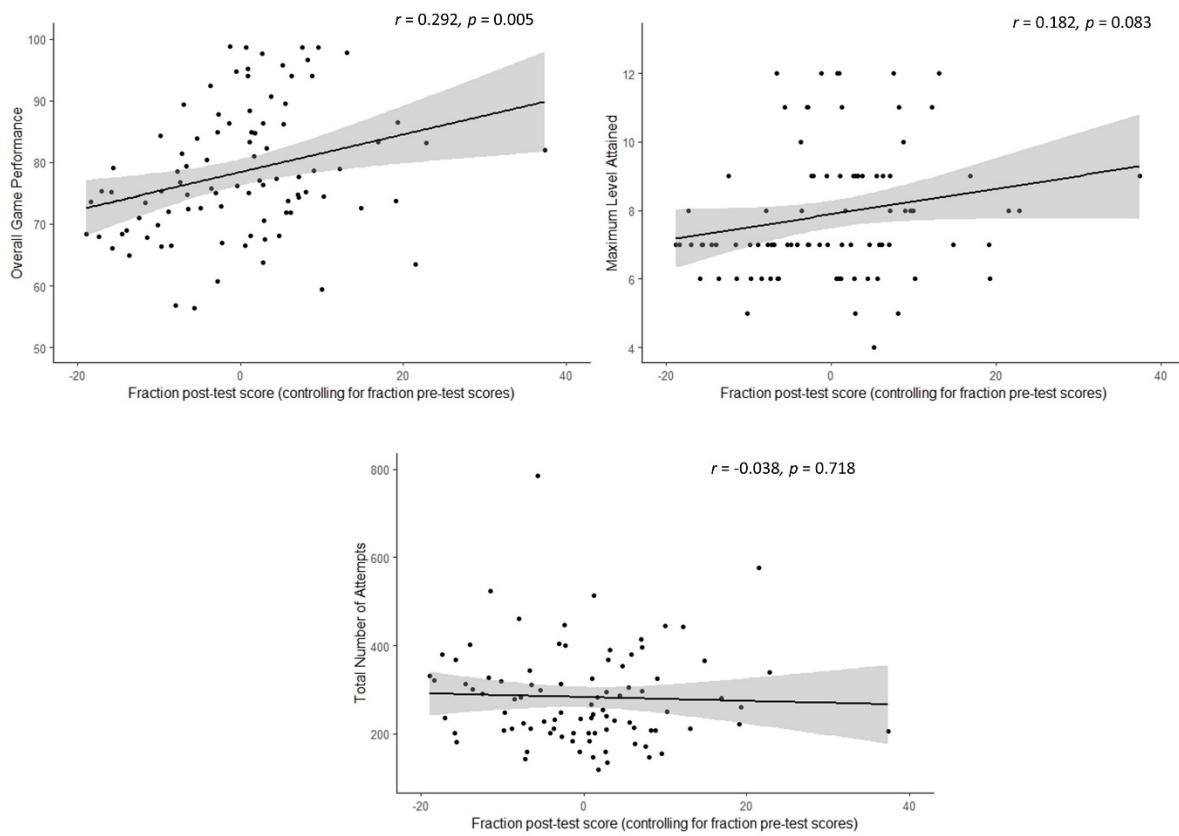 r = 0.292, p = 0.005
100
90
80
70
60
50
Overall Game Performance
-20 0 20 40
Fraction post-test score (controlling for fraction pre-test scores)
r = 0.182, p = 0.083
12
10
8
6
4
Maximum Level Attained
-20 0 20 40
Fraction post-test score (controlling for fraction pre-test scores)
r = -0.038, p = 0.718
800
600
400
200
Total Number of Attempts
-20 0 20 40
Fraction post-test score (controlling for fraction pre-test scores)